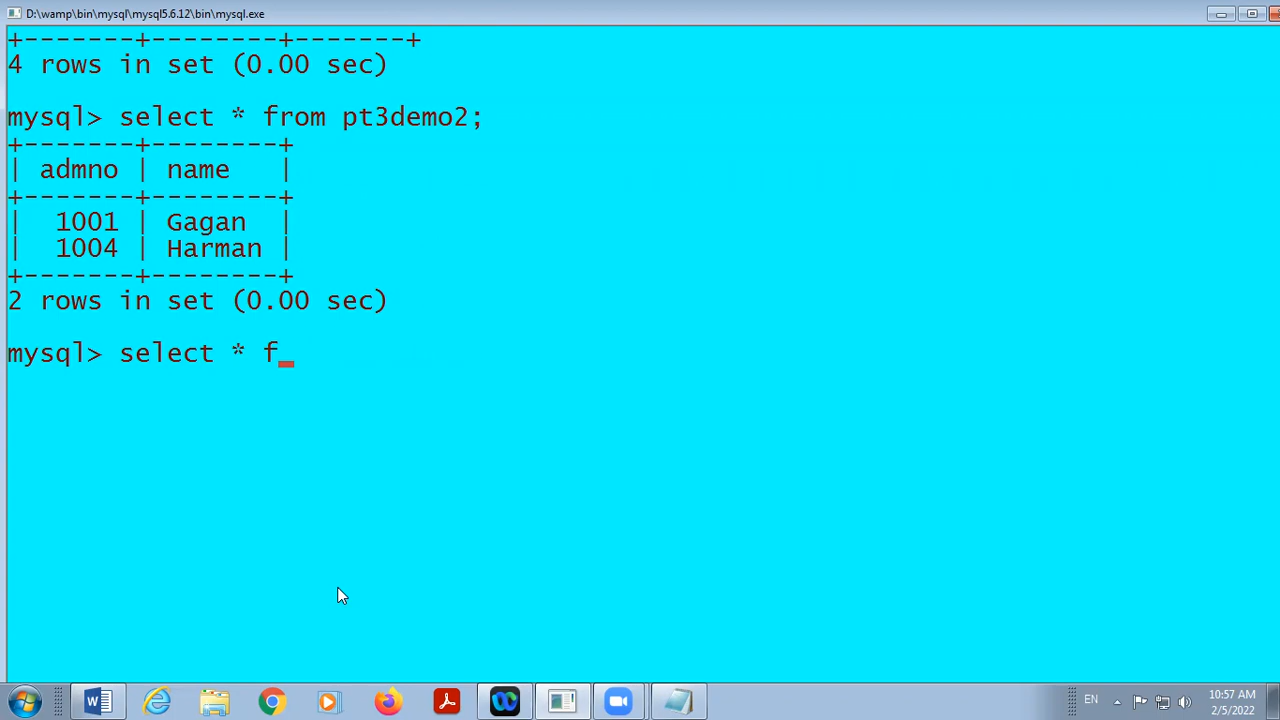 D:\wamp\bin\mysql\mysql5.6.12\bin\mysql.exe
+-------+--------+-------+
4 rows in set (0.00 sec)
mysql> select * from pt3demo2;
+-------+--------+
| admno | name   |
+-------+--------+
|  1001 | Gagan  |
|  1004 | Harman |
+-------+--------+
2 rows in set (0.00 sec)
mysql> select * f_
EN
10:57 AM
2/5/2022